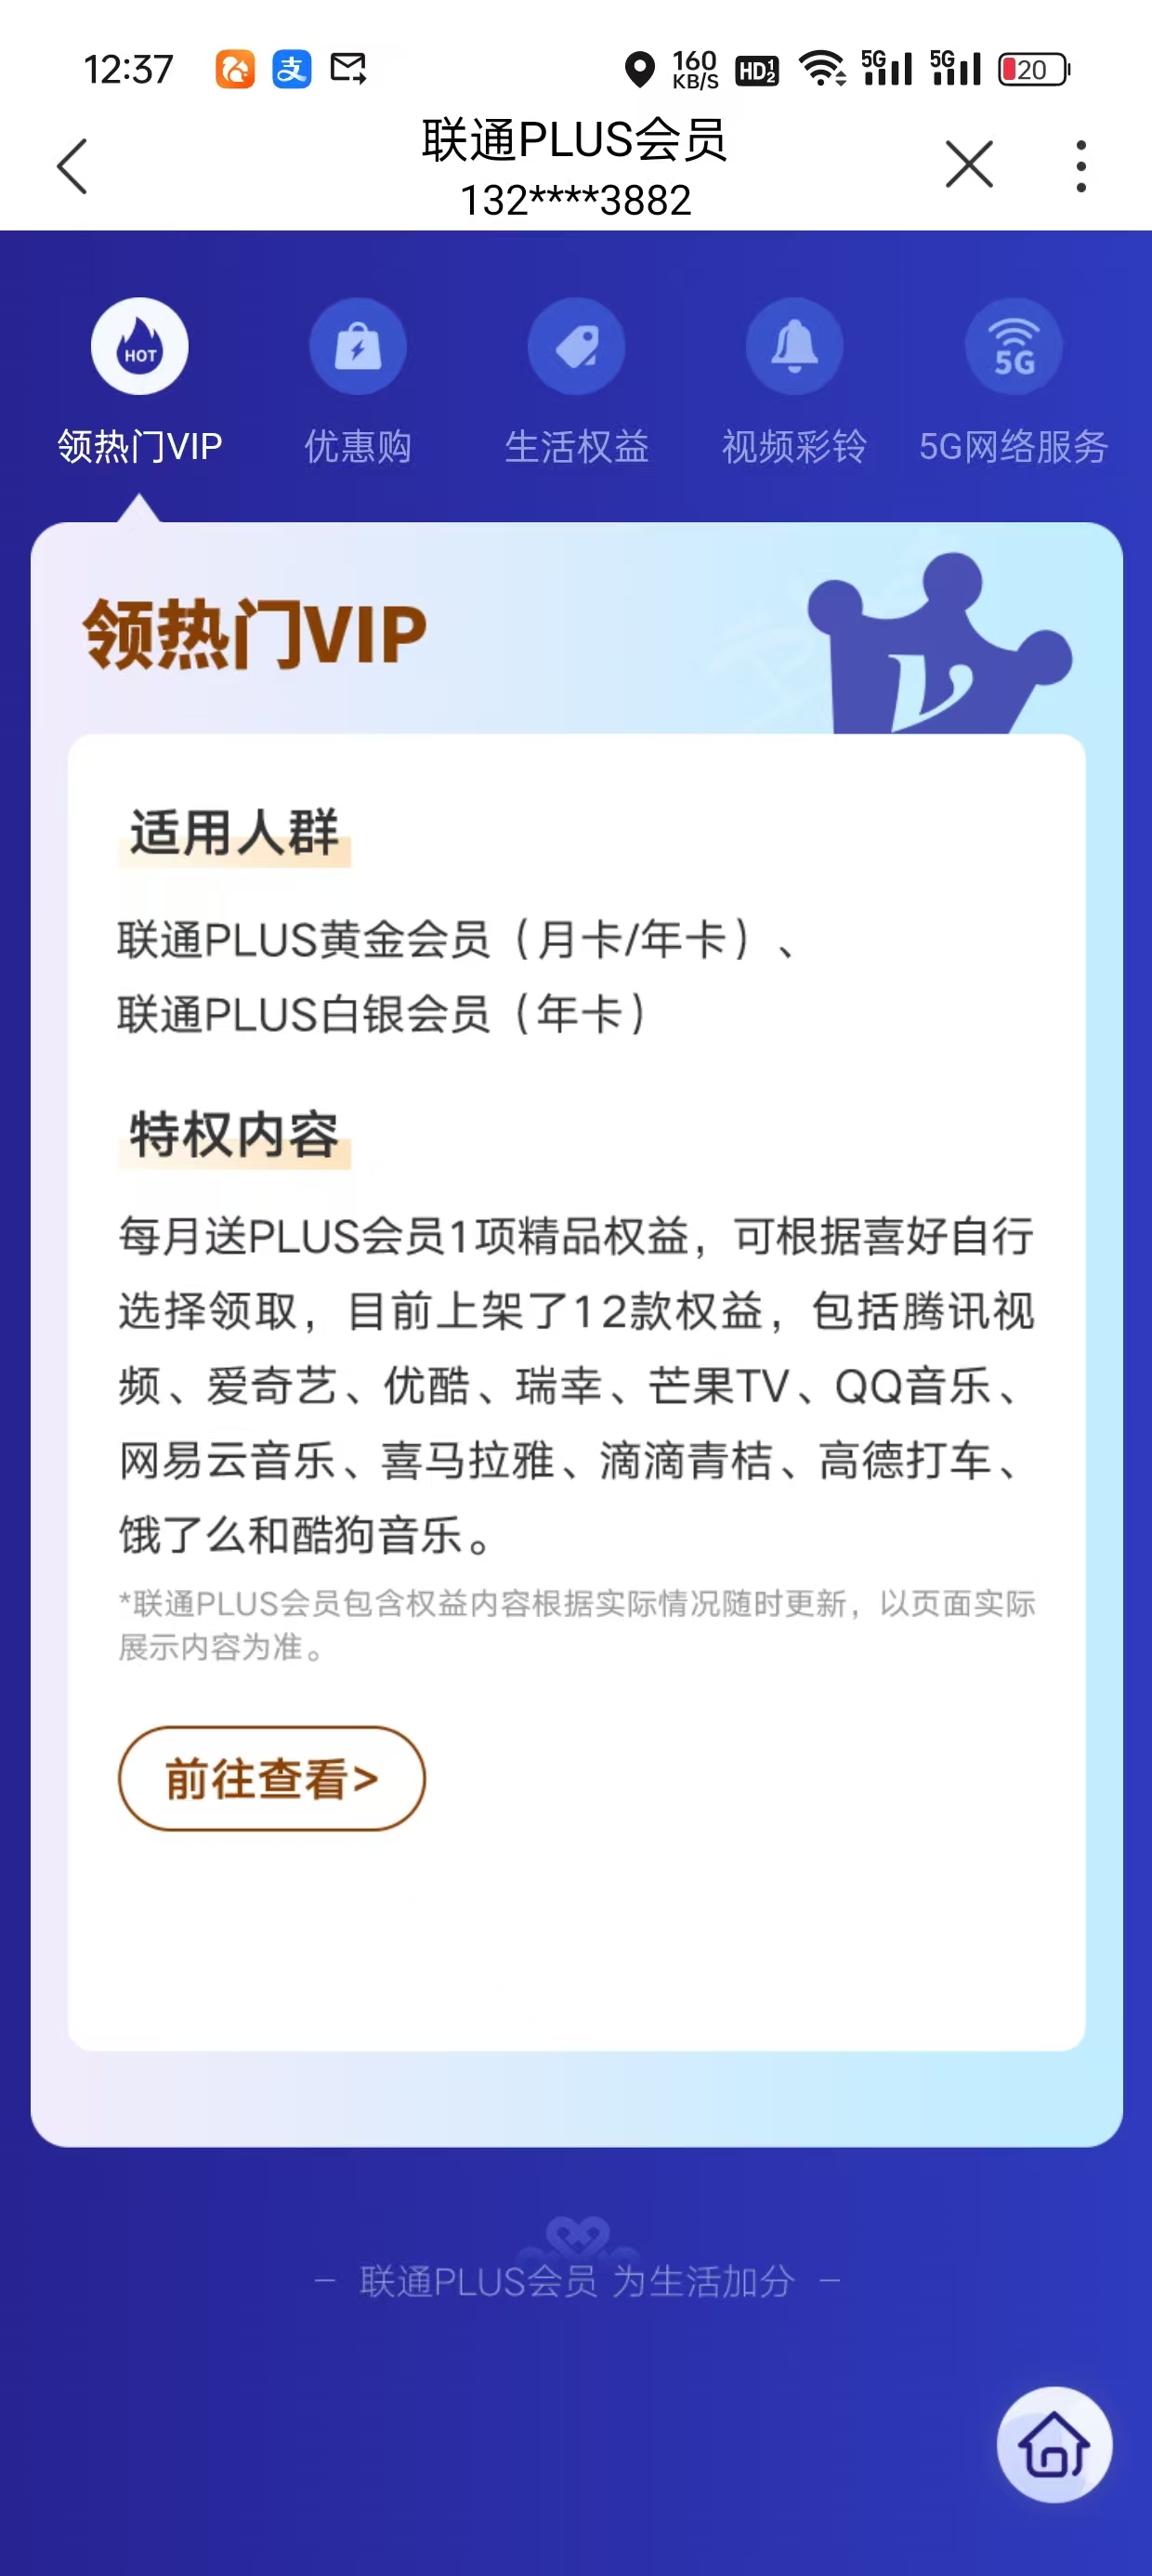 12:37
支
160
KB/S
HD 1 2
5G
5G
20
联通PLUS会员
132****3882
HOT
5G
领热门VIP
优惠购
生活权益
视频彩铃
5G网络服务
领热门VIP
V
适用人群
联通PLUS黄金会员（月卡/年卡）、
联通PLUS白银会员（年卡）
特权内容
每月送PLUS会员1项精品权益，可根据喜好自行
选择领取，目前上架了12款权益，包括腾讯视
频、爱奇艺、优酷、瑞幸、芒果TV、QQ音乐、
网易云音乐、喜马拉雅、滴滴青桔、高德打车、
饿了么和酷狗音乐。
*联通PLUS会员包含权益内容根据实际情况随时更新，以页面实际
展示内容为准。
前往查看>
－ 联通PLUS会员 为生活加分 －